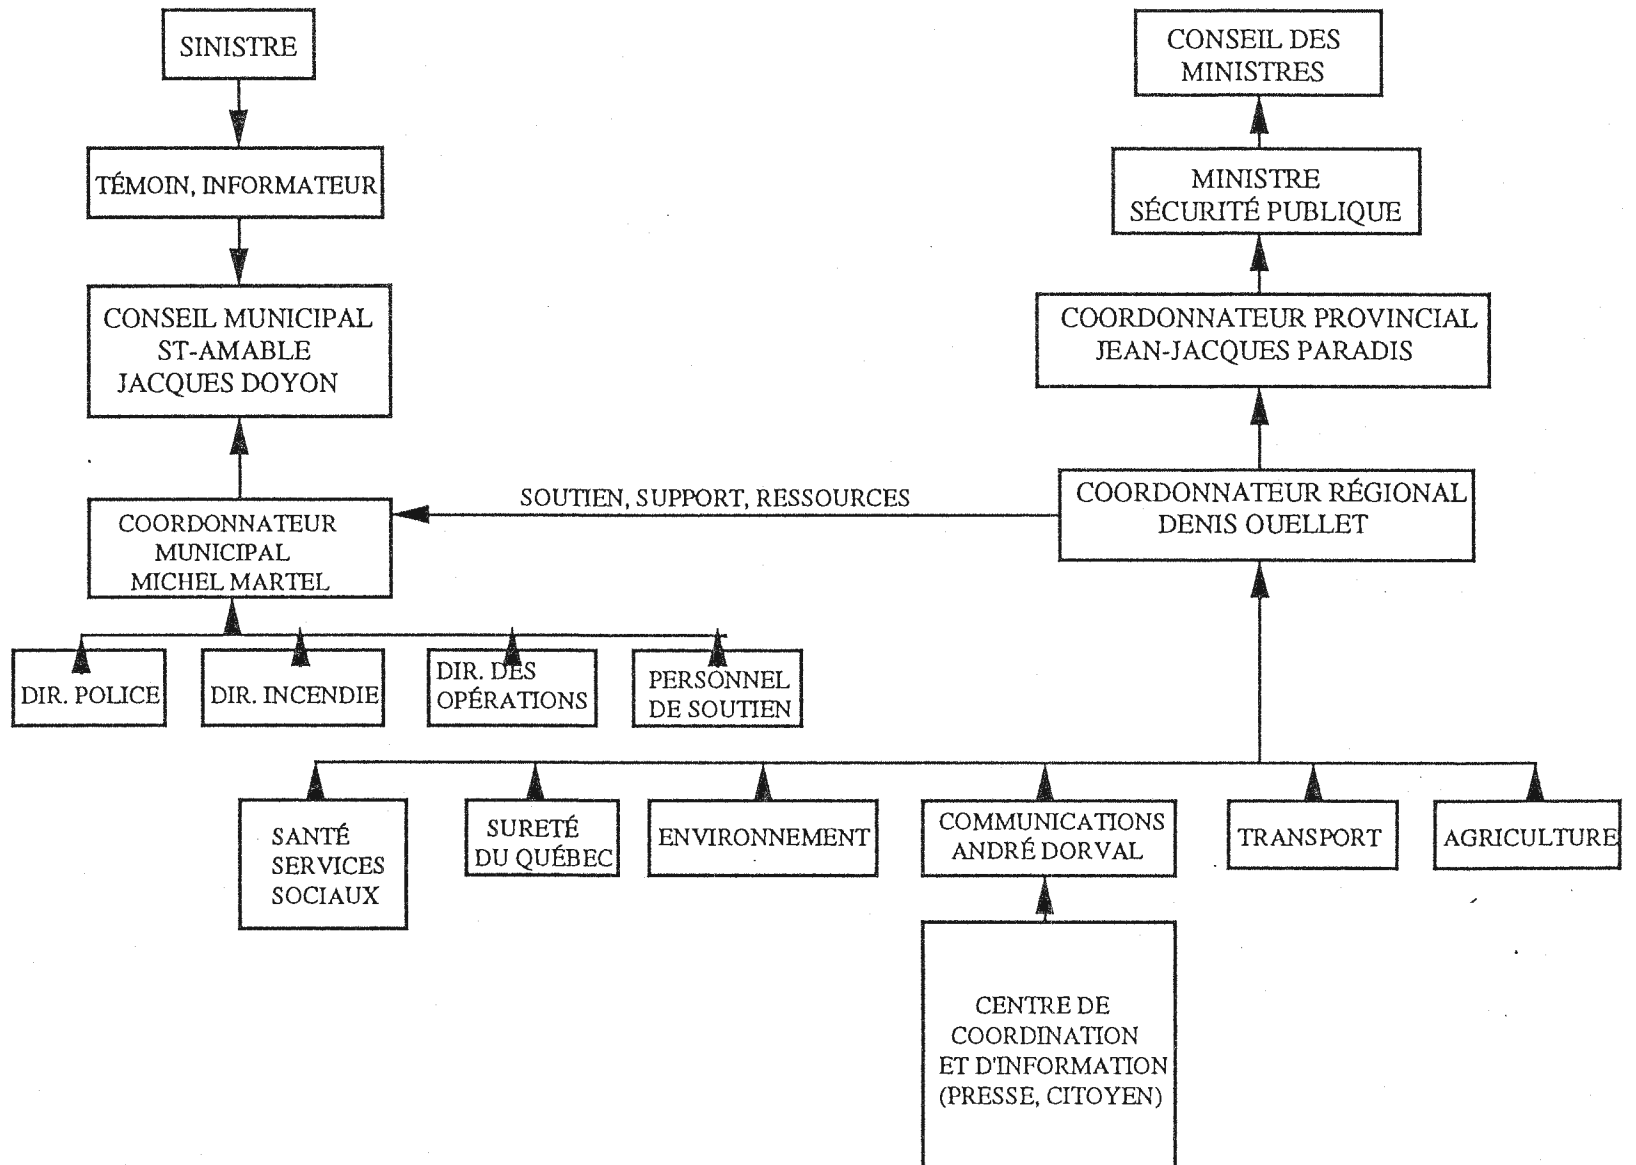 SINISTRE
TÉMOIN, INFORMATEUR
CONSEIL MUNICIPAL
ST-AMABLE
JACQUES DOYON
COORDONNATEUR
MUNICIPAL
MICHEL MARTEL
DIR. POLICE
DIR. INCENDIE
DIR. DES
OPÉRATIONS
PERSONNEL
DE SOUTIEN
SOUTIEN, SUPPORT, RESSOURCES
CONSEIL DES
MINISTRES
MINISTRE
SÉCURITÉ PUBLIQUE
COORDONNATEUR PROVINCIAL
JEAN-JACQUES PARADIS
COORDONNATEUR RÉGIONAL
DENIS OUELLET
SANTÉ
SERVICES
SOCIAUX
SURETÉ
DU QUÉBEC
ENVIRONNEMENT
COMMUNICATIONS
ANDRÉ DORVAL
TRANSPORT
AGRICULTURE
CENTRE DE
COORDINATION
ET D'INFORMATION
(PRESSE, CITOYEN)